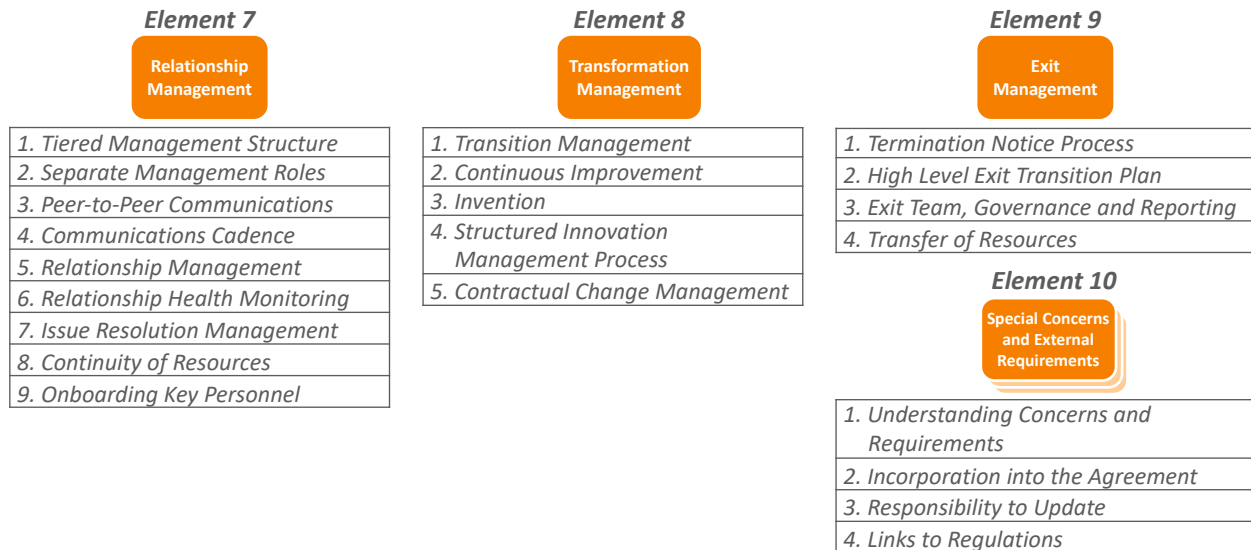 Element 7
Relationship
Management
1. Tiered Management Structure
2. Separate Management Roles
3. Peer-to-Peer Communications
4. Communications Cadence
5. Relationship Management
6. Relationship Health Monitoring
7. Issue Resolution Management
8. Continuity of Resources
9. Onboarding Key Personnel
Element 8
Transformation
Management
1. Transition Management
2. Continuous Improvement
3. Invention
4. Structured Innovation
Management Process
5. Contractual Change Management
Element 9
Exit
Management
1. Termination Notice Process
2. High Level Exit Transition Plan
3. Exit Team, Governance and Reporting
4. Transfer of Resources
Element 10
Special Concerns
and External
Requirements
1. Understanding Concerns and
Requirements
2. Incorporation into the Agreement
3. Responsibility to Update
4. Links to Regulations